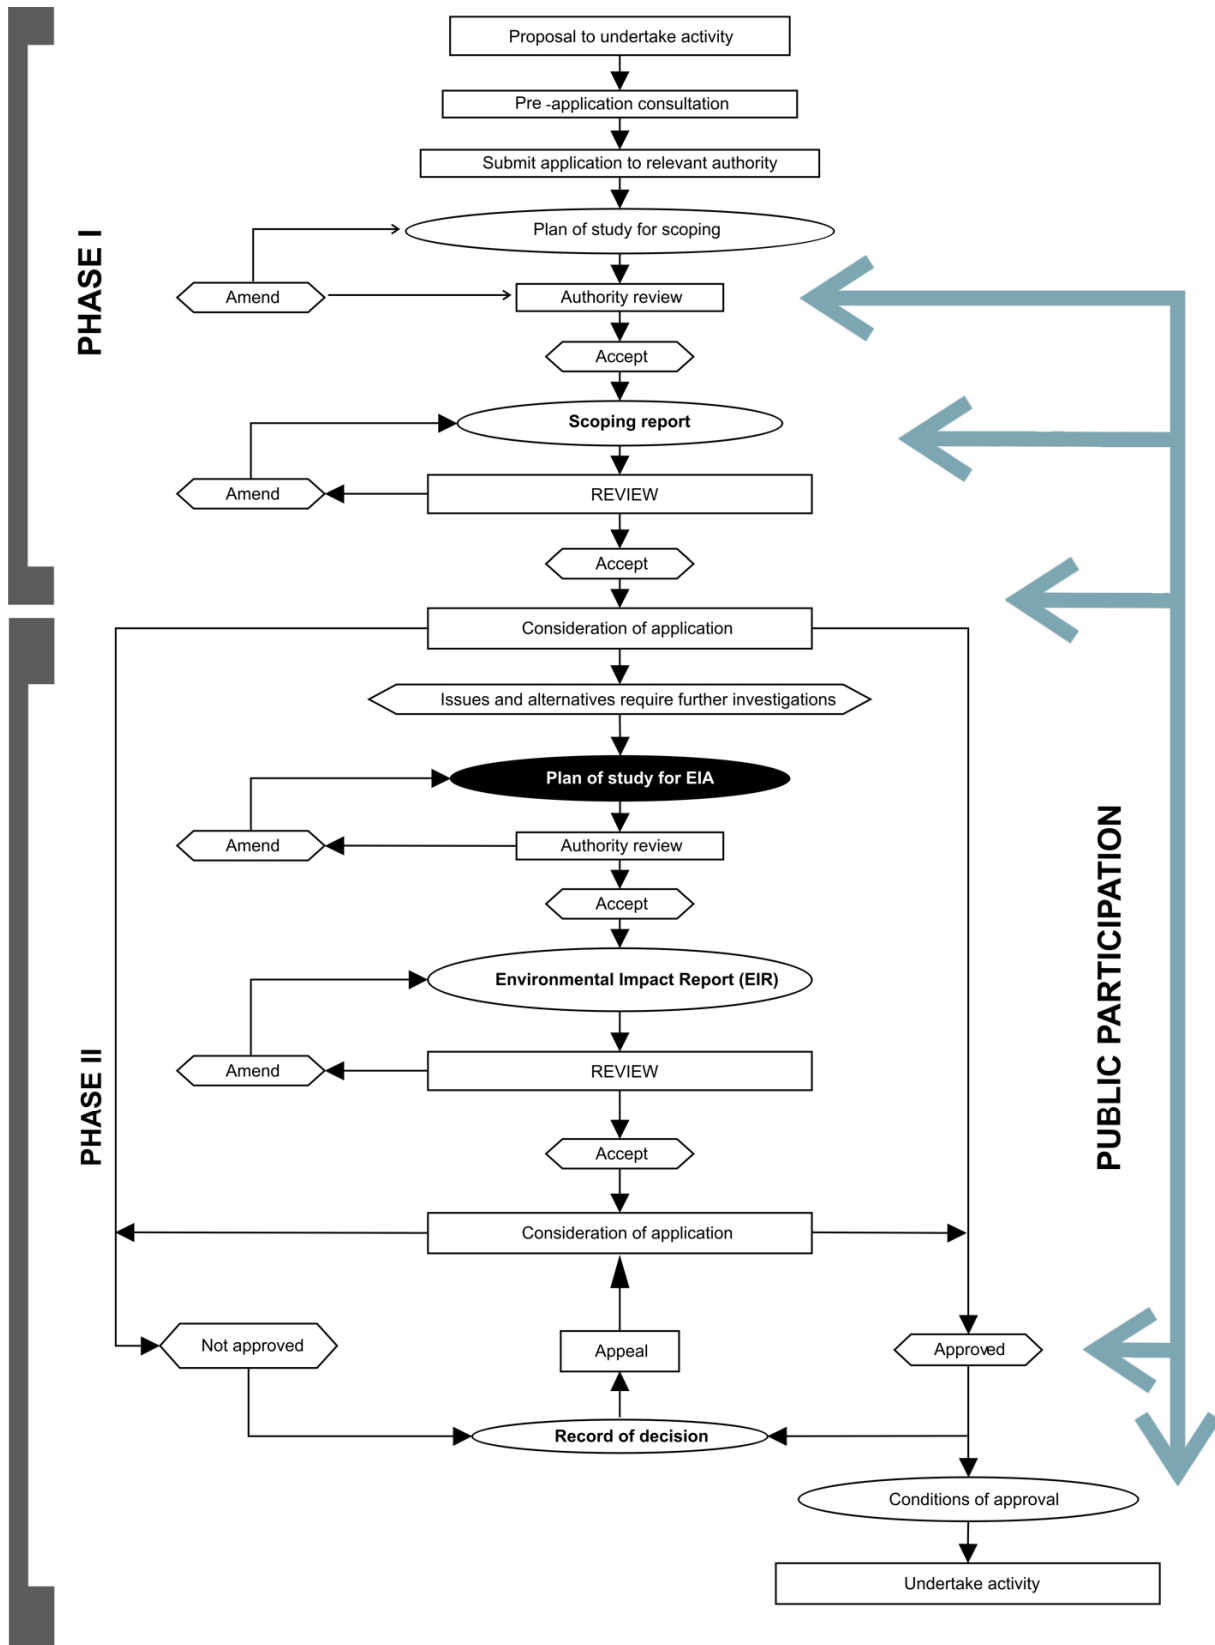 Proposal to undertake activity
Pre -application consultation
Submit application to relevant authority
Plan of study for scoping
PHASE I
Amend
Authority review
Accept
Scoping report
Amend
REVIEW
Accept
Consideration of application
Issues and alternatives require further investigations
Plan of study for EIA
Amend
Authority review
Accept
Environmental Impact Report (EIR)
PHASE II
PUBLIC PARTICIPATION
Amend
REVIEW
Accept
Consideration of application
Not approved
Appeal
Approved
Record of decision
Conditions of approval
Undertake activity